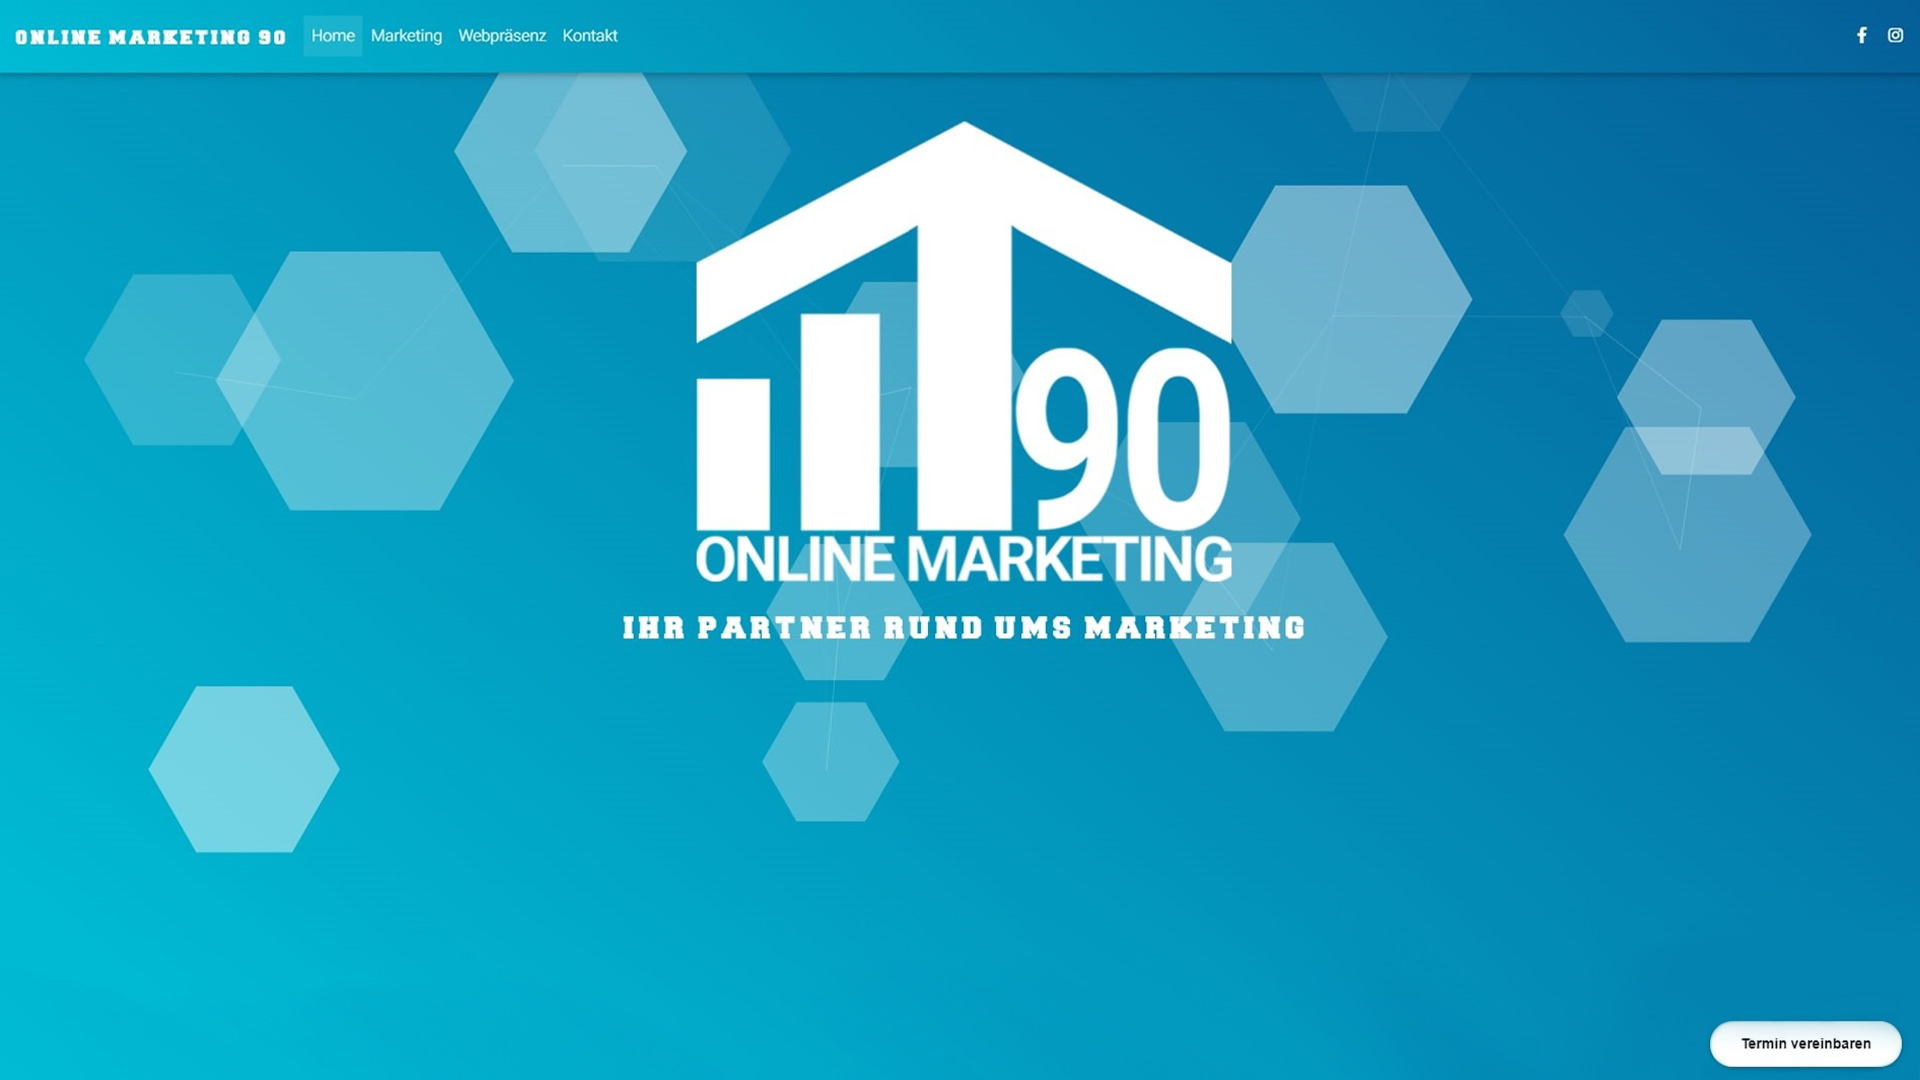 ONLINE MARKETING 90 Home Marketing Webpräsenz Kontakt
90
ONLINE MARKETING
IHR PARTNER RUND UMS MARKETING
Termin vereinbaren